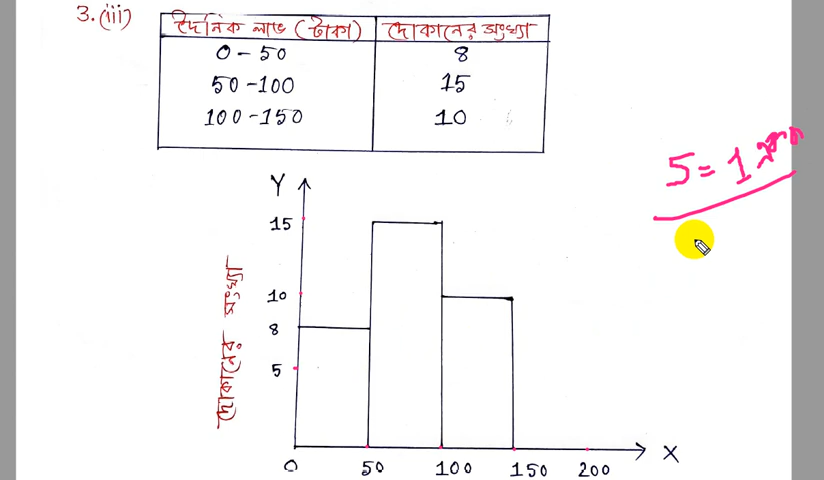 3.(iii)
দৈনিক লাভ (টাকা) দোকানের সংখ্যা
0 - 50 8
50 - 100 15
100 - 150 10
5 = 1
Y
15
10
8
5
দোকানের সংখ্যা
0 50 100 150 200 X